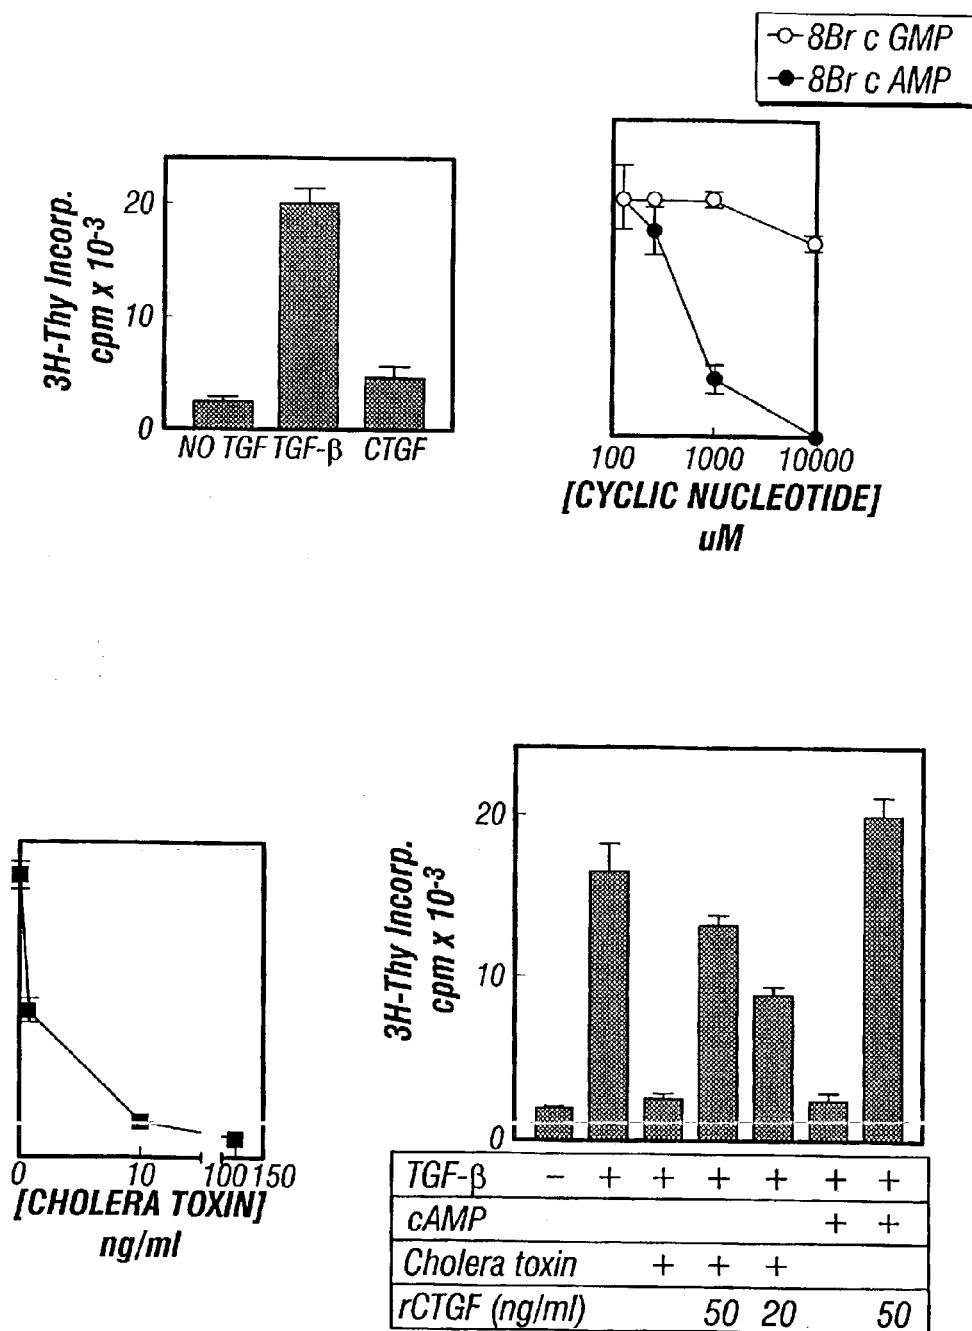 8Br c GMP
8Br c AMP
3H-Thy Incorp.
cpm x 10-3
20
10
0
NO TGF TGF-β CTGF
100 1000 10000
[CYCLIC NUCLEOTIDE]
uM
0 10 100 150
[CHOLERA TOXIN]
ng/ml
3H-Thy Incorp.
cpm x 10-3
20
10
0
TGF-β − + + + + + +
cAMP + +
Cholera toxin + + +
rCTGF (ng/ml) 50 20 50